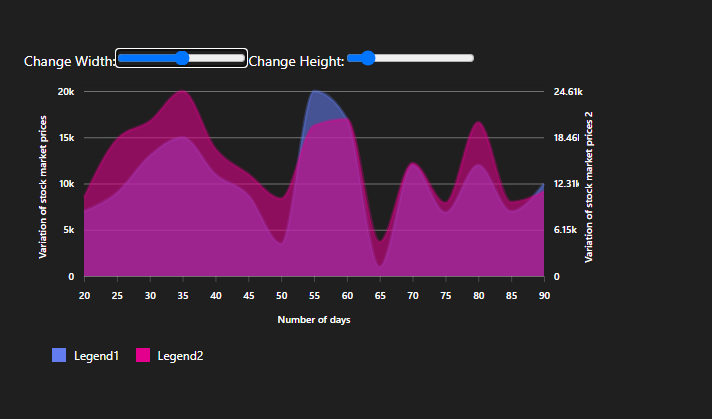 Change Width: Change Height:
20k
15k
10k
5k
0
Variation of stock market prices
24.61k
18.46k
12.31k
6.15k
0
Variation of stock market prices 2
20 25 30 35 40 45 50 55 60 65 70 75 80 85 90
Number of days
Legend1 Legend2